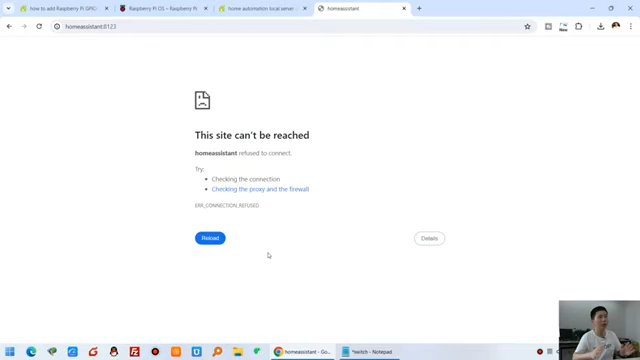 how to add Raspberry Pi GPIO
Raspberry Pi OS – Raspberry Pi
home automation local server
homeassistant
homeassistant:8123
New
This site can't be reached
homeassistant refused to connect.
Try:
• Checking the connection
• Checking the proxy and the firewall
ERR_CONNECTION_REFUSED
Reload
Details
homeassistant - Go...
*twitch - Notepad